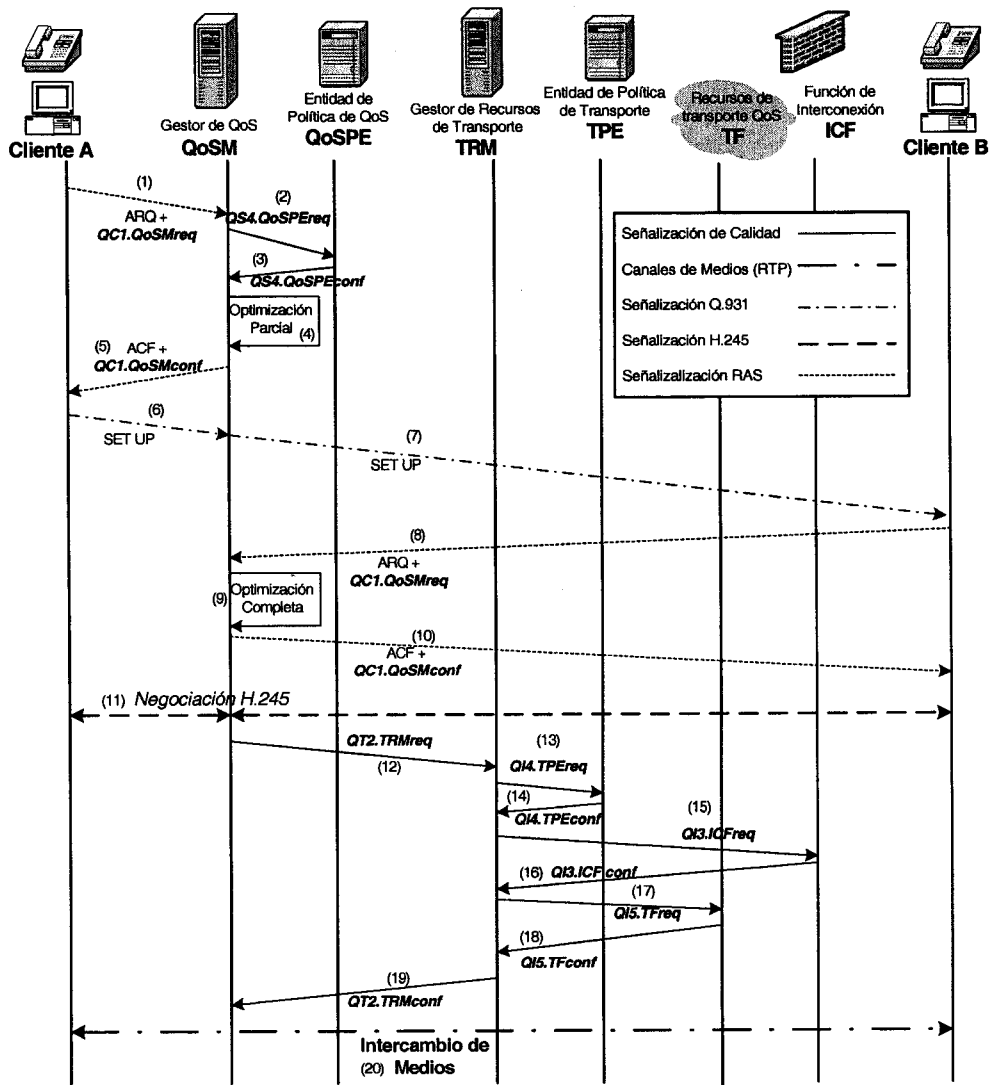 Cliente A
Gestor de QoS
QoSM
Entidad de
Política de QoS
QoSPE
Gestor de Recursos
de Transporte
TRM
Entidad de Política
de Transporte
TPE
Recursos de
transporte QoS
TF
Función de
Interconexión
ICF
Cliente B
Señalización de Calidad
Canales de Medios (RTP)
Señalización Q.931
Señalización H.245
Señalizalización RAS
(1)
ARQ +
QC1.QoSMreq
(2)
QS4.QoSPEreq
(3)
QS4.QoSPEconf
Optimización
Parcial (4)
(5) ACF +
QC1.QoSMconf
(6)
SET UP
(7)
SET UP
(8)
ARQ +
QC1.QoSMreq
(9) Optimización
Completa
(10)
ACF +
QC1.QoSMconf
(11) Negociación H.245
QT2.TRMreq
(12)
(13)
QI4.TPEreq
(14)
QI4.TPEconf
(15)
QI3.ICFreq
(16) QI3.ICFconf
(17)
QI5.TFreq
(18)
QI5.TFconf
(19)
QT2.TRMconf
Intercambio de
(20) Medios